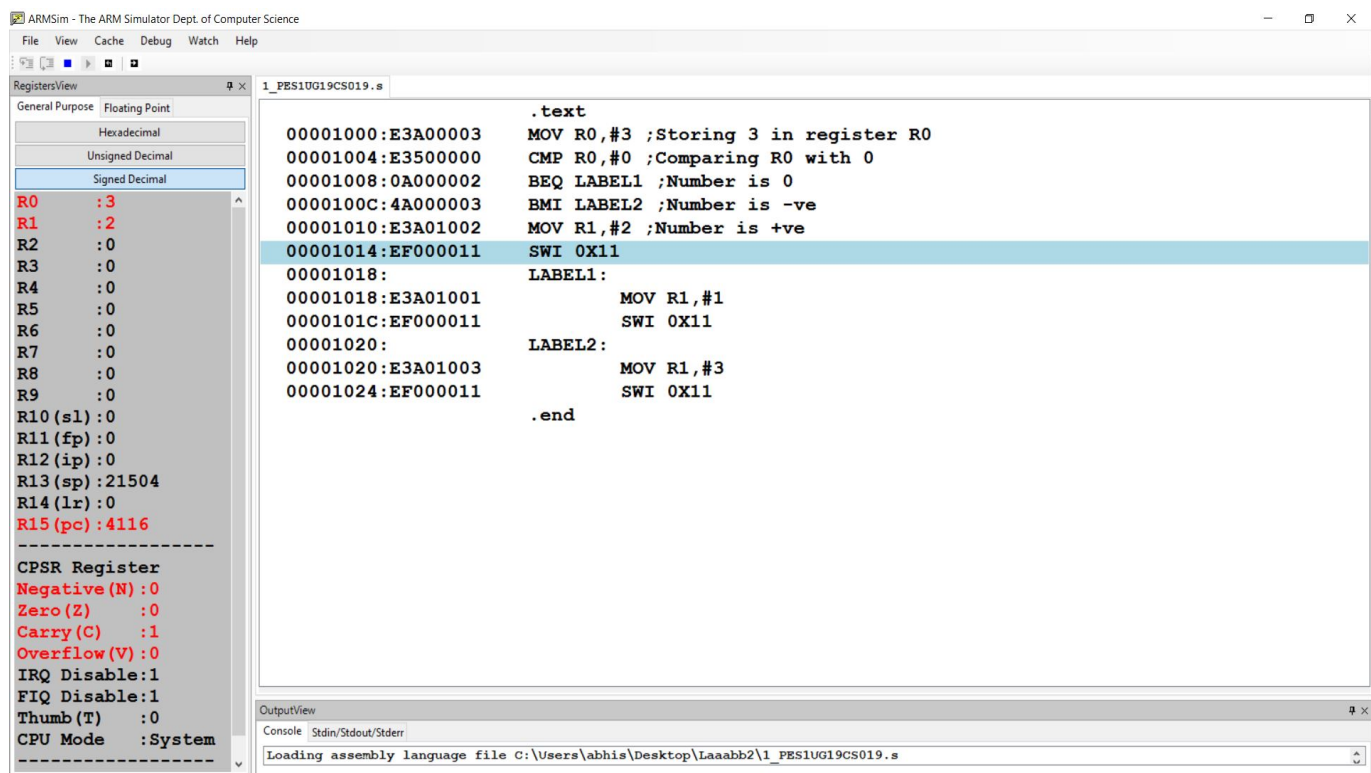 ARMSim - The ARM Simulator Dept. of Computer Science
File View Cache Debug Watch Help
RegistersView
General Purpose Floating Point
Hexadecimal
Unsigned Decimal
Signed Decimal
R0 :3
R1 :2
R2 :0
R3 :0
R4 :0
R5 :0
R6 :0
R7 :0
R8 :0
R9 :0
R10(sl):0
R11(fp):0
R12(ip):0
R13(sp):21504
R14(lr):0
R15(pc):4116
------------------
CPSR Register
Negative(N):0
Zero(Z) :0
Carry(C) :1
Overflow(V):0
IRQ Disable:1
FIQ Disable:1
Thumb(T) :0
CPU Mode :System
------------------
1_PES1UG19CS019.s
.text
00001000:E3A00003 MOV R0,#3 ;Storing 3 in register R0
00001004:E3500000 CMP R0,#0 ;Comparing R0 with 0
00001008:0A000002 BEQ LABEL1 ;Number is 0
0000100C:4A000003 BMI LABEL2 ;Number is -ve
00001010:E3A01002 MOV R1,#2 ;Number is +ve
00001014:EF000011 SWI 0X11
00001018: LABEL1:
00001018:E3A01001 MOV R1,#1
0000101C:EF000011 SWI 0X11
00001020: LABEL2:
00001020:E3A01003 MOV R1,#3
00001024:EF000011 SWI 0X11
.end
OutputView
Console Stdin/Stdout/Stderr
Loading assembly language file C:\Users\abhis\Desktop\Laaabb2\1_PES1UG19CS019.s